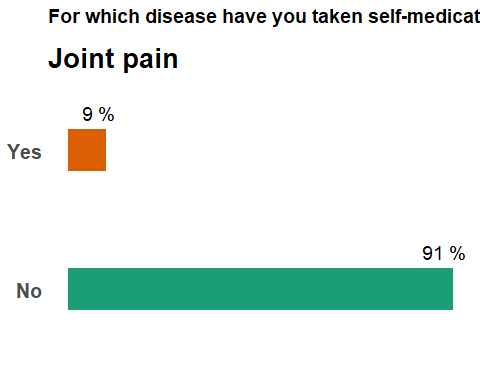 For which disease have you taken self-medicat
Joint pain
9 %
Yes
91 %
No